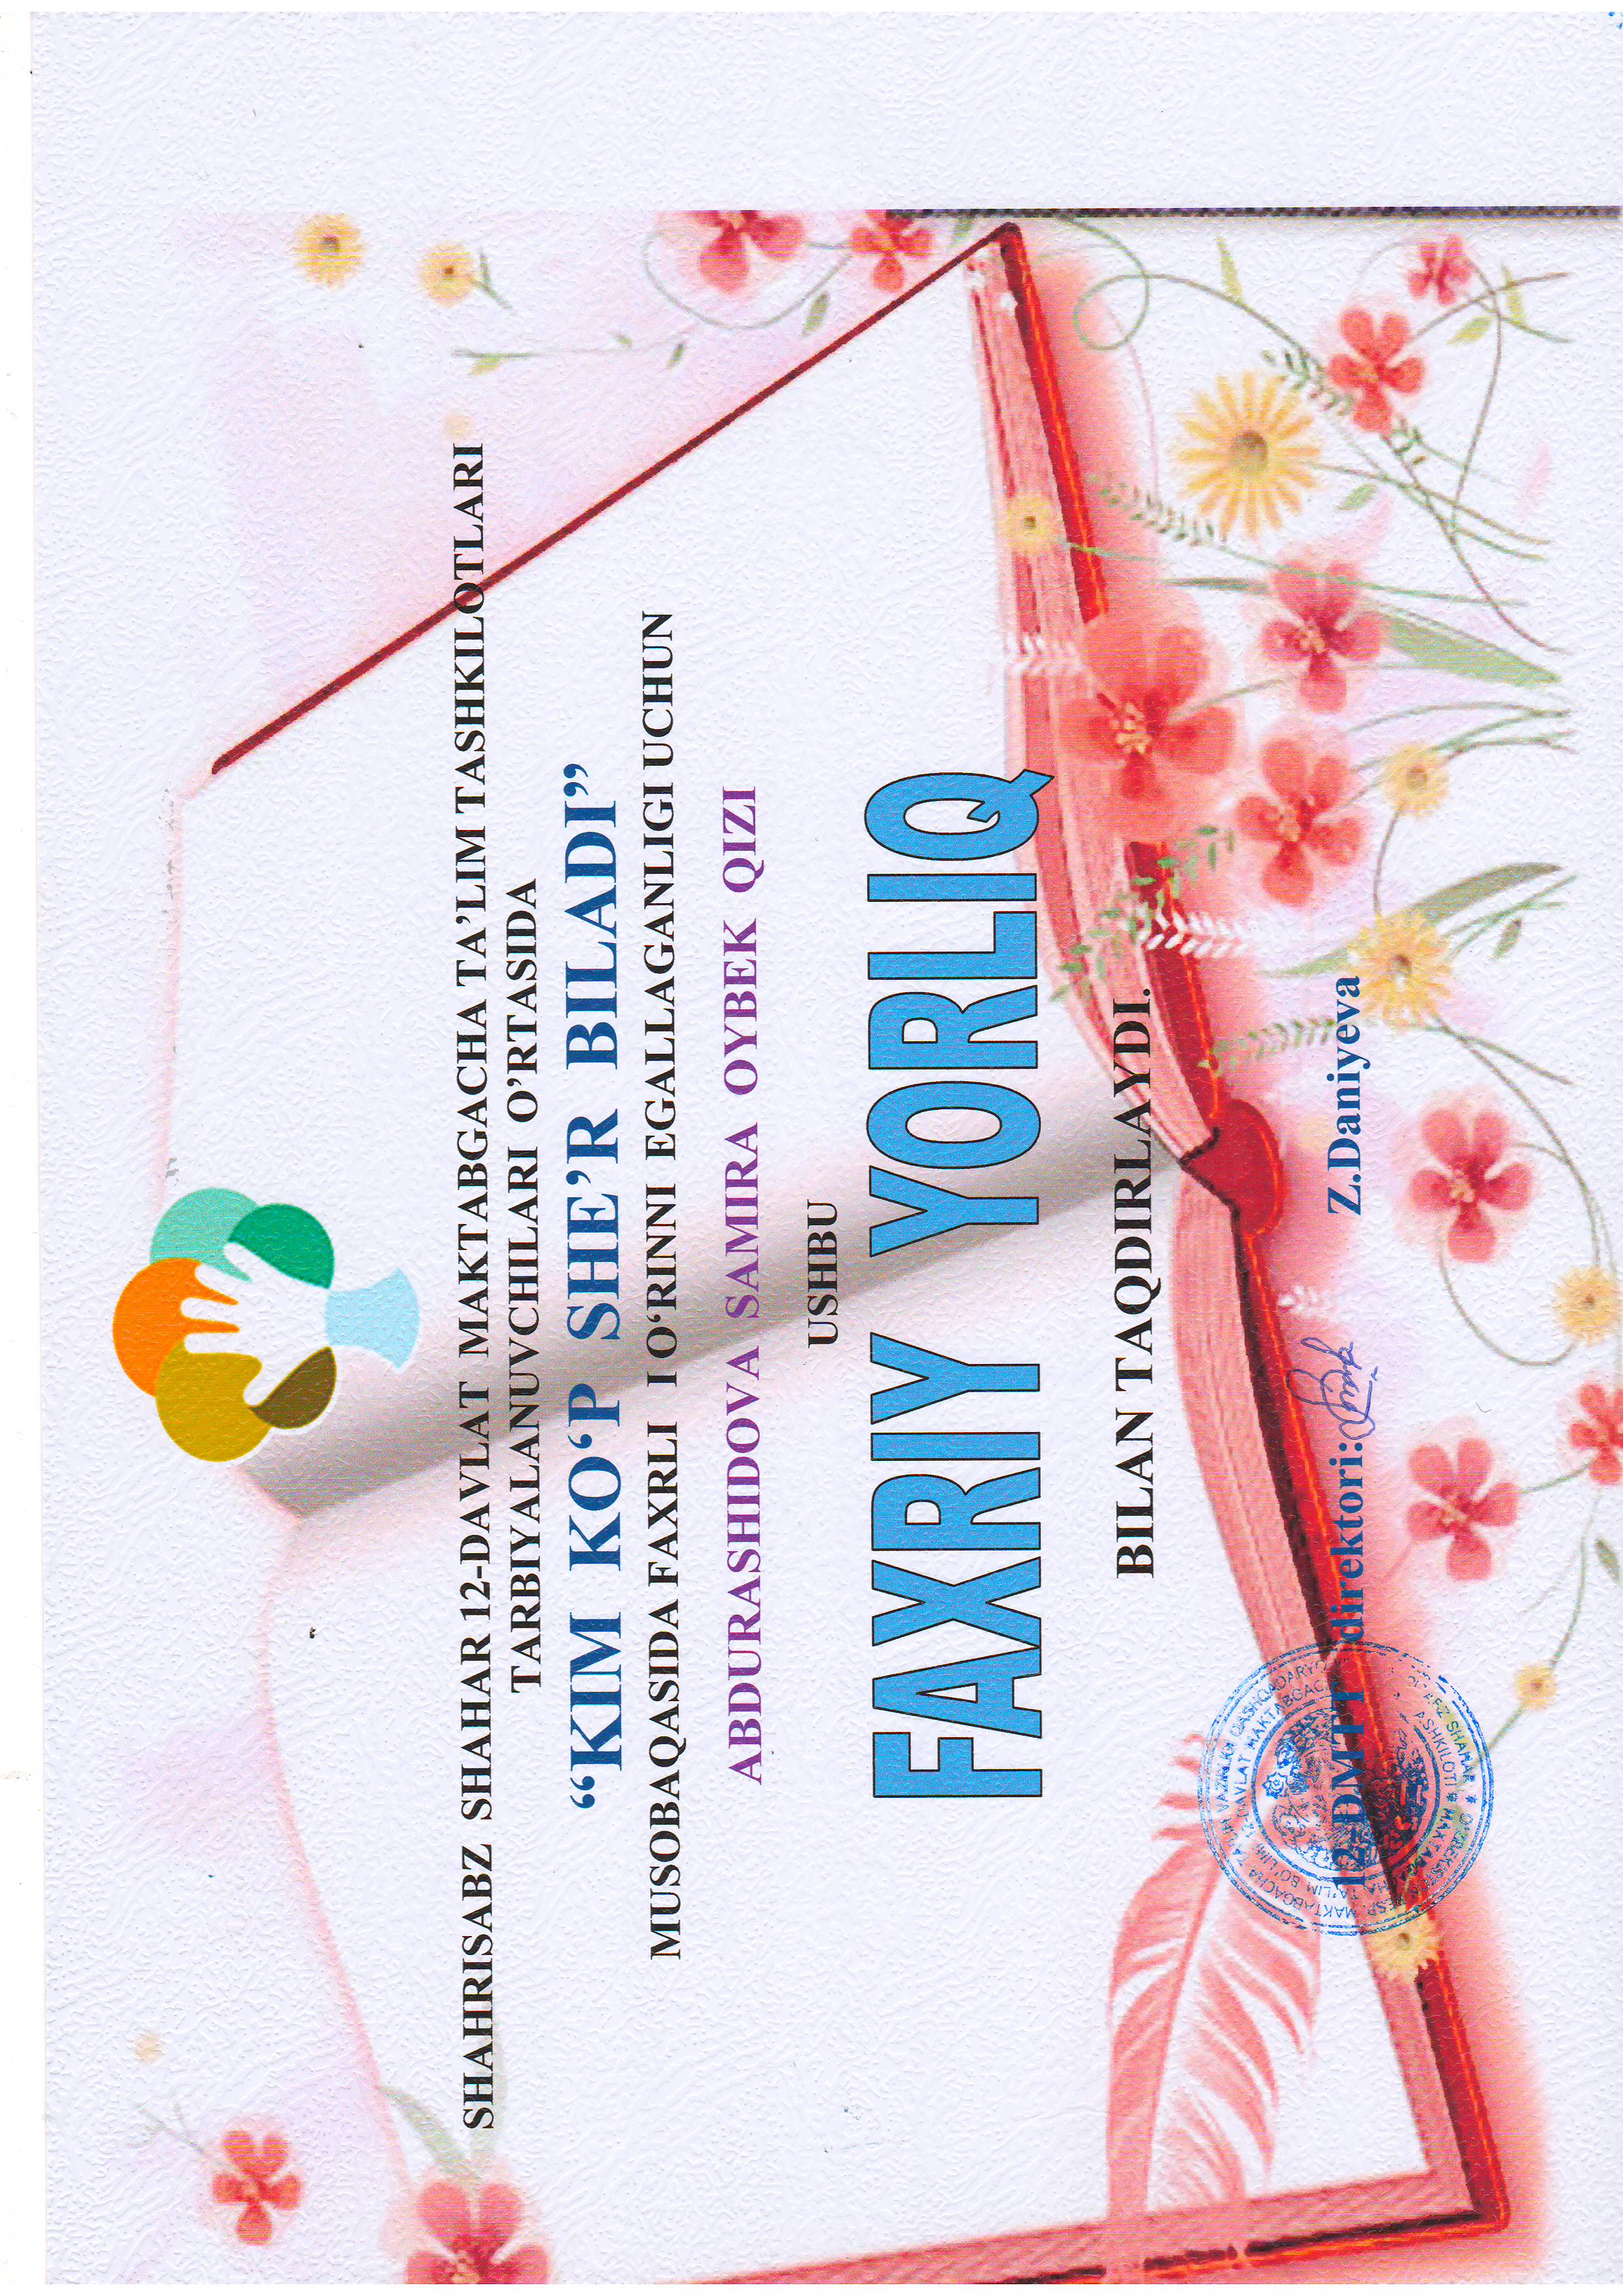 SHAHRISABZ SHAHAR 12-DAVLAT MAKTABGACHA TA’LIM TASHKILOTLARI
TARBIYALANUVCHILARI O’RTASIDA
“KIM KO‘P SHE’R BILADI”
MUSOBAQASIDA FAXRLI I O‘RINNI EGALLAGANLIGI UCHUN
ABDURASHIDOVA SAMIRA OYBEK QIZI
USHBU
FAXRIY YORLIQ
BILAN TAQDIRLAYDI.
12-DMTT direktori: Z.Daniyeva